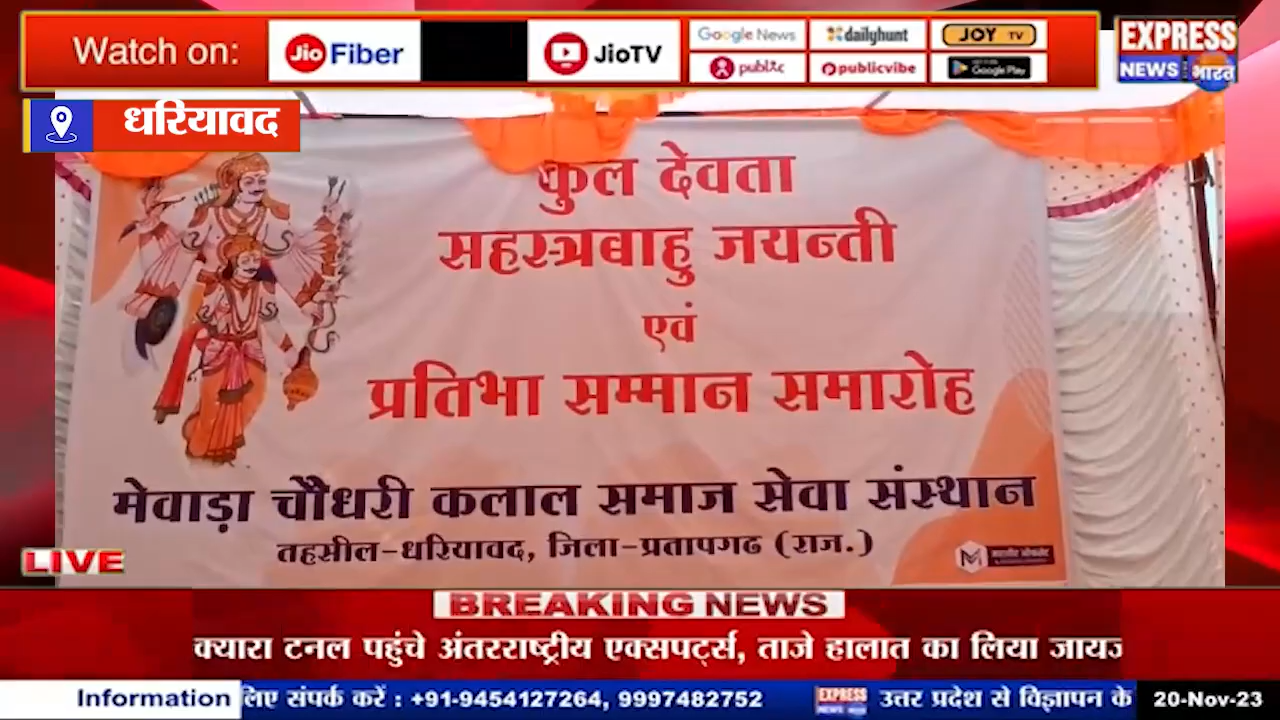 Watch on:
Jio Fiber
JioTV
Google News
dailyhunt
JOY TV
public
publicvibe
Google Play
EXPRESS
NEWS भारत
धरियावद
कुल देवता
सहस्त्रबाहु जयन्ती
एवं
प्रतिभा सम्मान समारोह
मेवाड़ा चौधरी कलाल समाज सेवा संस्थान
तहसील-धरियावद, जिला-प्रतापगढ (राज.)
LIVE
BREAKING NEWS
क्यारा टनल पहुंचे अंतरराष्ट्रीय एक्सपर्ट्स, ताजे हालात का लिया जायज
Information
लिए संपर्क करें : +91-9454127264, 9997482752
EXPRESS NEWS भारत
उत्तर प्रदेश से विज्ञापन के
20-Nov-23